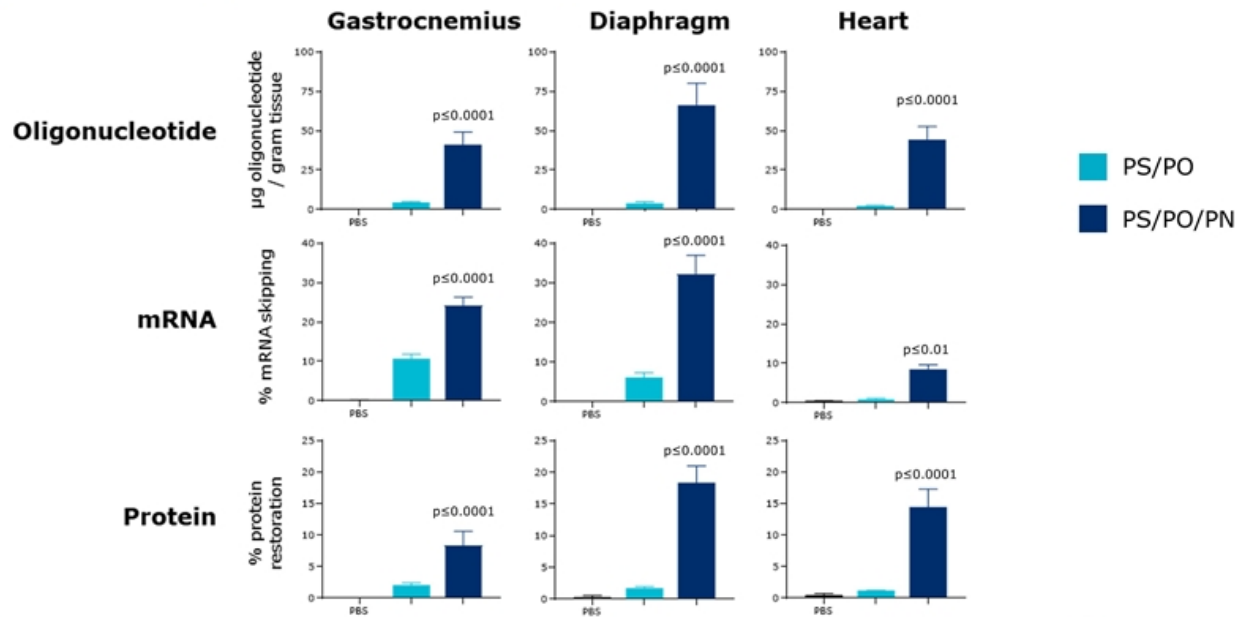 Gastrocnemius Diaphragm Heart
Oligonucleotide
µg oligonucleotide
/ gram tissue
100
75
50
25
0
p≤0.0001
PBS
100
75
50
25
0
p≤0.0001
PBS
100
75
50
25
0
p≤0.0001
PBS
PS/PO
PS/PO/PN
mRNA
% mRNA skipping
40
30
20
10
0
p≤0.0001
PBS
40
30
20
10
0
p≤0.0001
PBS
40
30
20
10
0
p≤0.01
PBS
Protein
% protein
restoration
25
20
15
10
5
0
p≤0.0001
PBS
25
20
15
10
5
0
p≤0.0001
PBS
25
20
15
10
5
0
p≤0.0001
PBS